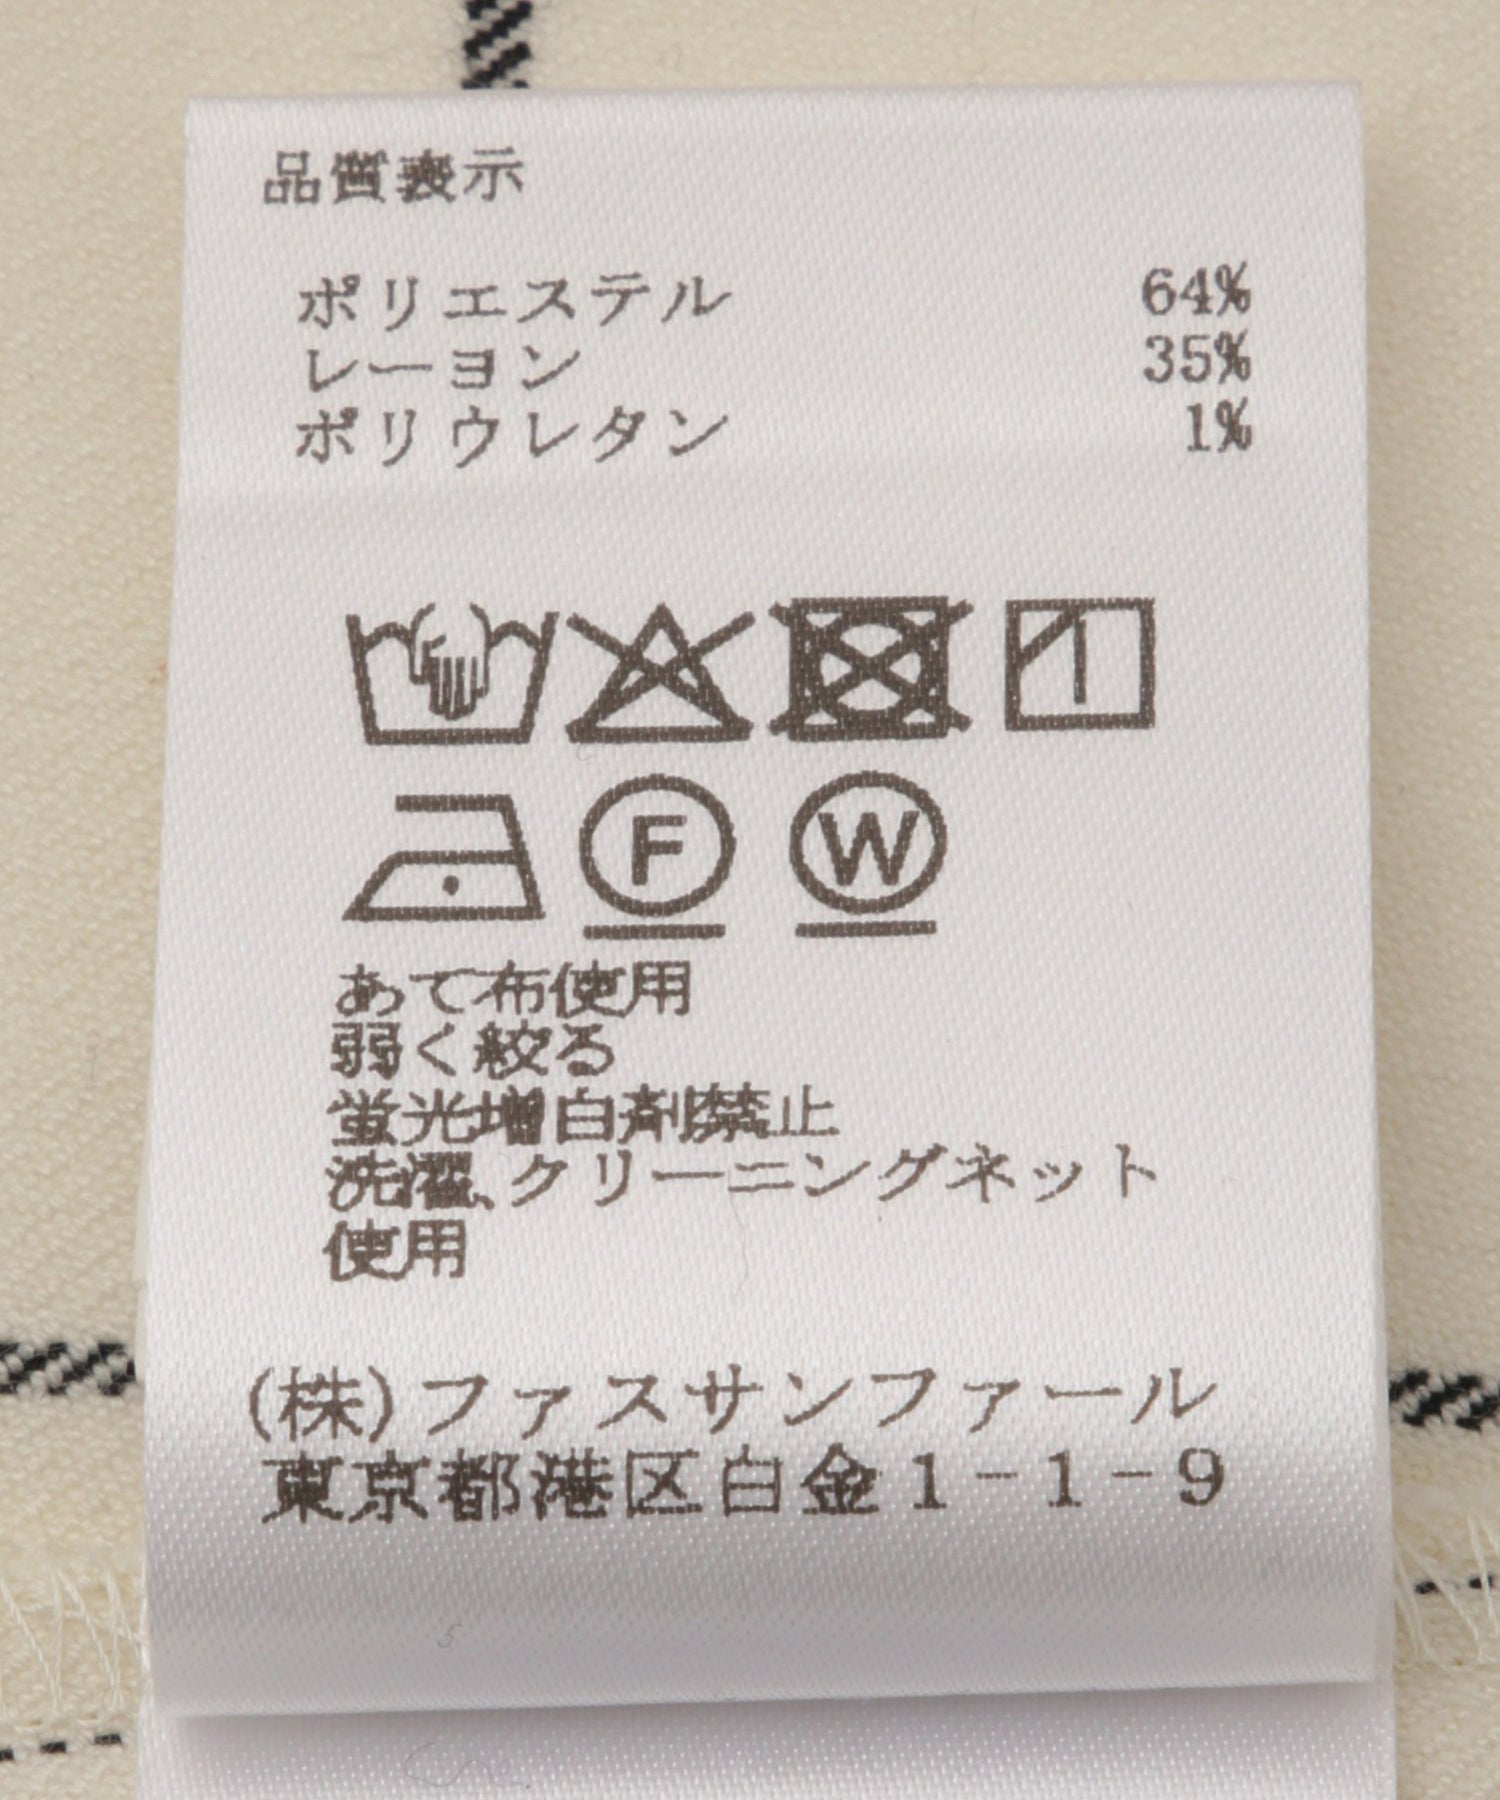 品質表示
ポリエステル 64%
レーヨン 35%
ポリウレタン 1%
F W
あて布使用
弱く絞る
蛍光増白剤禁止
洗濯、クリーニングネット
使用
(株)ファスサンファール
東京都港区白金1-1-9